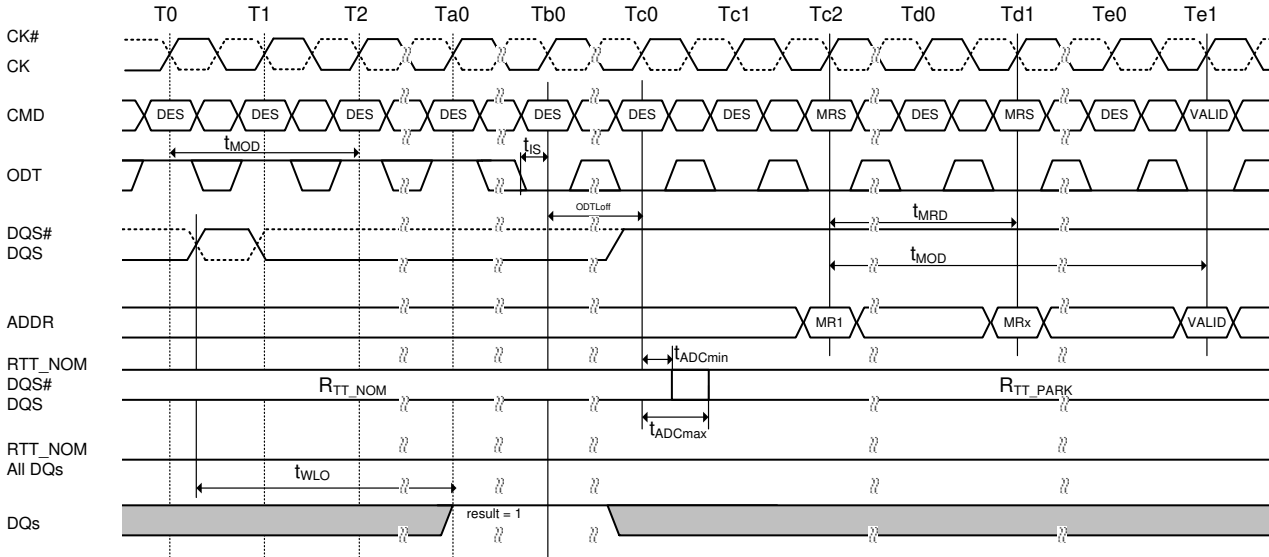 T0 T1 T2 Ta0 Tb0 Tc0 Tc1 Tc2 Td0 Td1 Te0 Te1
CK#
CK
CMD DES DES DES DES DES DES DES MRS DES MRS DES VALID
tMOD tIS
ODT
ODTLoff tMRD
DQS#
DQS
tMOD
ADDR MR1 MRx VALID
tADCmin
RTT_NOM
DQS#
DQS
RTT_NOM RTT_PARK
tADCmax
RTT_NOM
All DQs
tWLO
result = 1
DQs